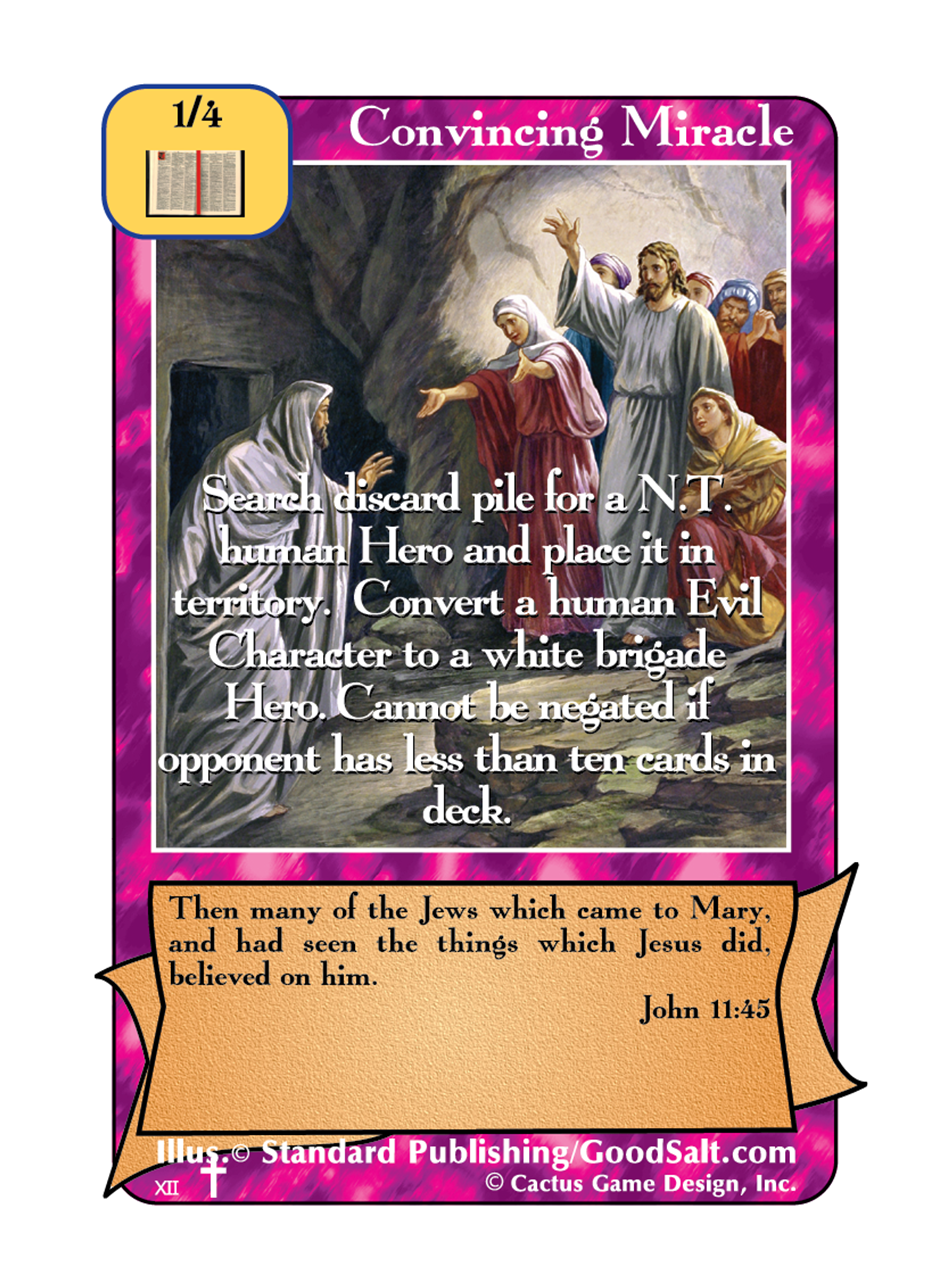 1/4
Convincing Miracle
Search discard pile for a N.T.
human Hero and place it in
territory. Convert a human Evil
Character to a white brigade
Hero. Cannot be negated if
opponent has less than ten cards in
deck.
Then many of the Jews which came to Mary,
and had seen the things which Jesus did,
believed on him.
John 11:45
Illus.© Standard Publishing/GoodSalt.com
XII
© Cactus Game Design, Inc.